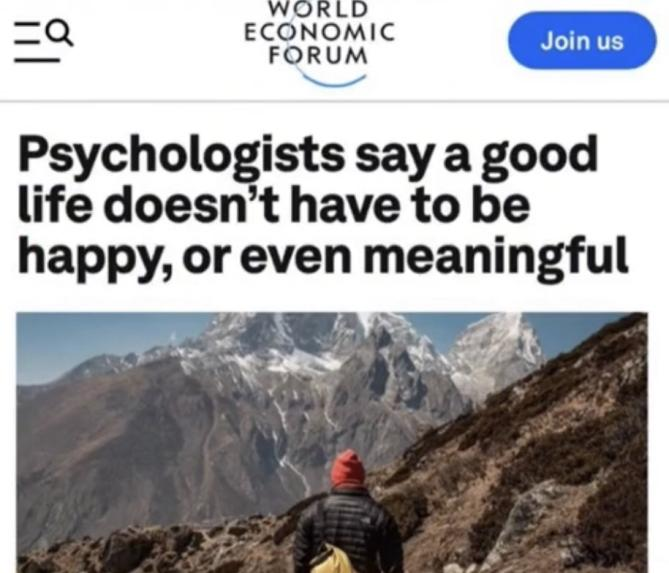 WORLD
ECONOMIC
FORUM
Join us
Psychologists say a good
life doesn't have to be
happy, or even meaningful